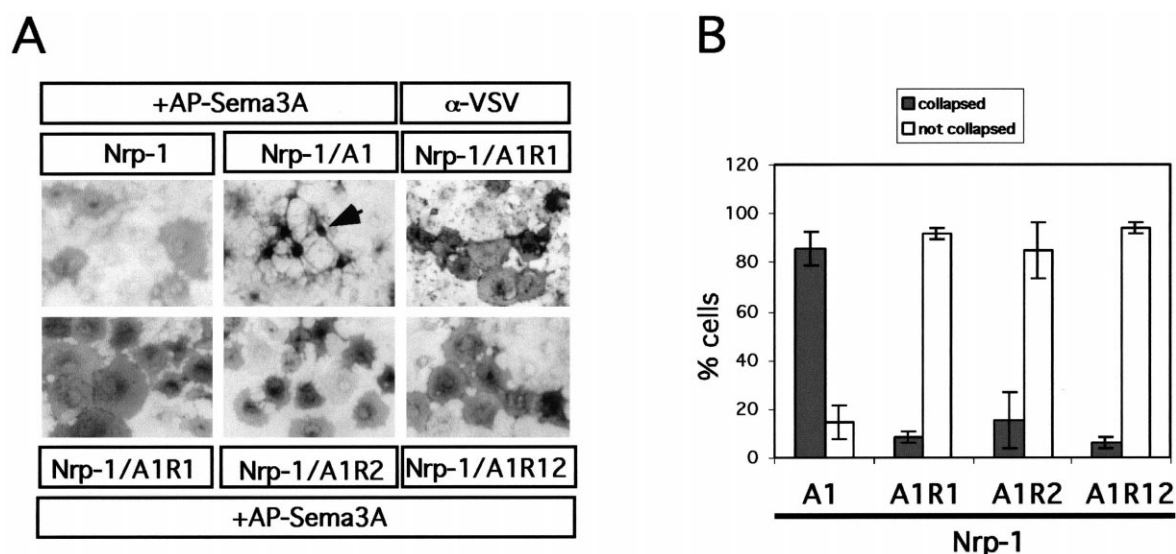 A
+AP-Sema3A
α-VSV
Nrp-1
Nrp-1/A1
Nrp-1/A1R1
Nrp-1/A1R1
Nrp-1/A1R2
Nrp-1/A1R12
+AP-Sema3A
B
collapsed
not collapsed
120
100
80
60
40
20
0
% cells
A1
A1R1
A1R2
A1R12
Nrp-1